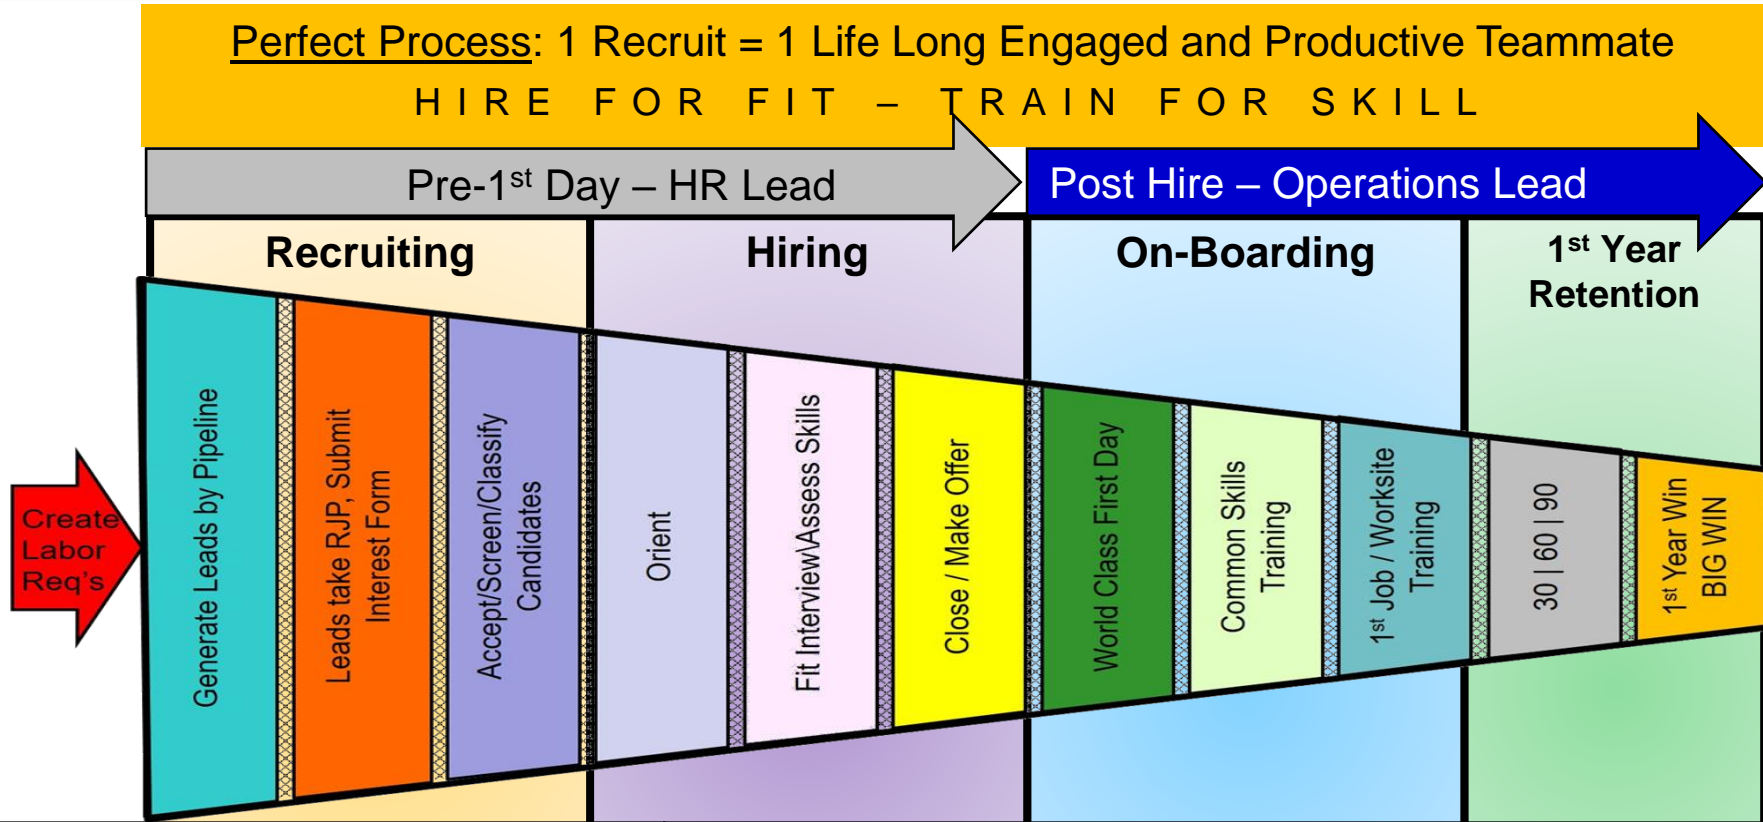 Perfect Process: 1 Recruit = 1 Life Long Engaged and Productive Teammate
HIRE FOR FIT – TRAIN FOR SKILL
Pre-1st Day – HR Lead
Post Hire – Operations Lead
Recruiting
Hiring
On-Boarding
1st Year
Retention
Create
Labor
Req's
Generate Leads by Pipeline
Leads take RJP, Submit
Interest Form
Accept/Screen/Classify
Candidates
Orient
Fit Interview\Assess Skills
Close / Make Offer
World Class First Day
Common Skills
Training
1st Job / Worksite
Training
30 | 60 | 90
1st Year Win
BIG WIN